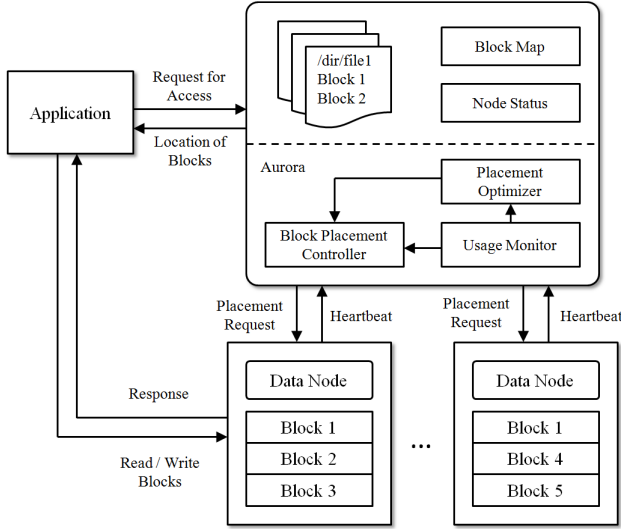 /dir/file1
Block 1
Block 2
Block Map
Node Status
Application
Request for
Access
Location of
Blocks
Aurora
Placement
Optimizer
Block Placement
Controller
Usage Monitor
Placement
Request
Heartbeat
Placement
Request
Heartbeat
Data Node
Block 1
Block 2
Block 3
...
Data Node
Block 1
Block 4
Block 5
Response
Read / Write
Blocks